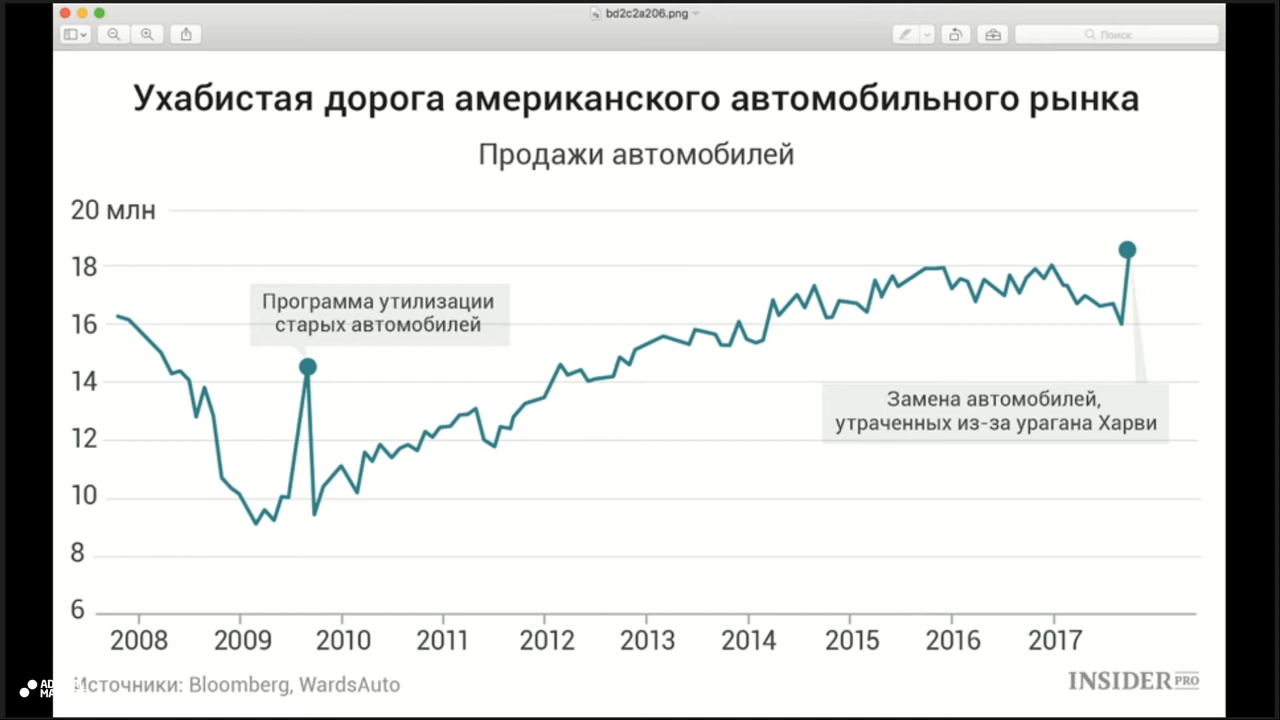 bd2c2a206.png
Поиск
Ухабистая дорога американского автомобильного рынка
Продажи автомобилей
20 млн
18
16
14
12
10
8
6
Программа утилизации
старых автомобилей
Замена автомобилей,
утраченных из-за урагана Харви
2008 2009 2010 2011 2012 2013 2014 2015 2016 2017
Источники: Bloomberg, WardsAuto
INSIDER PRO